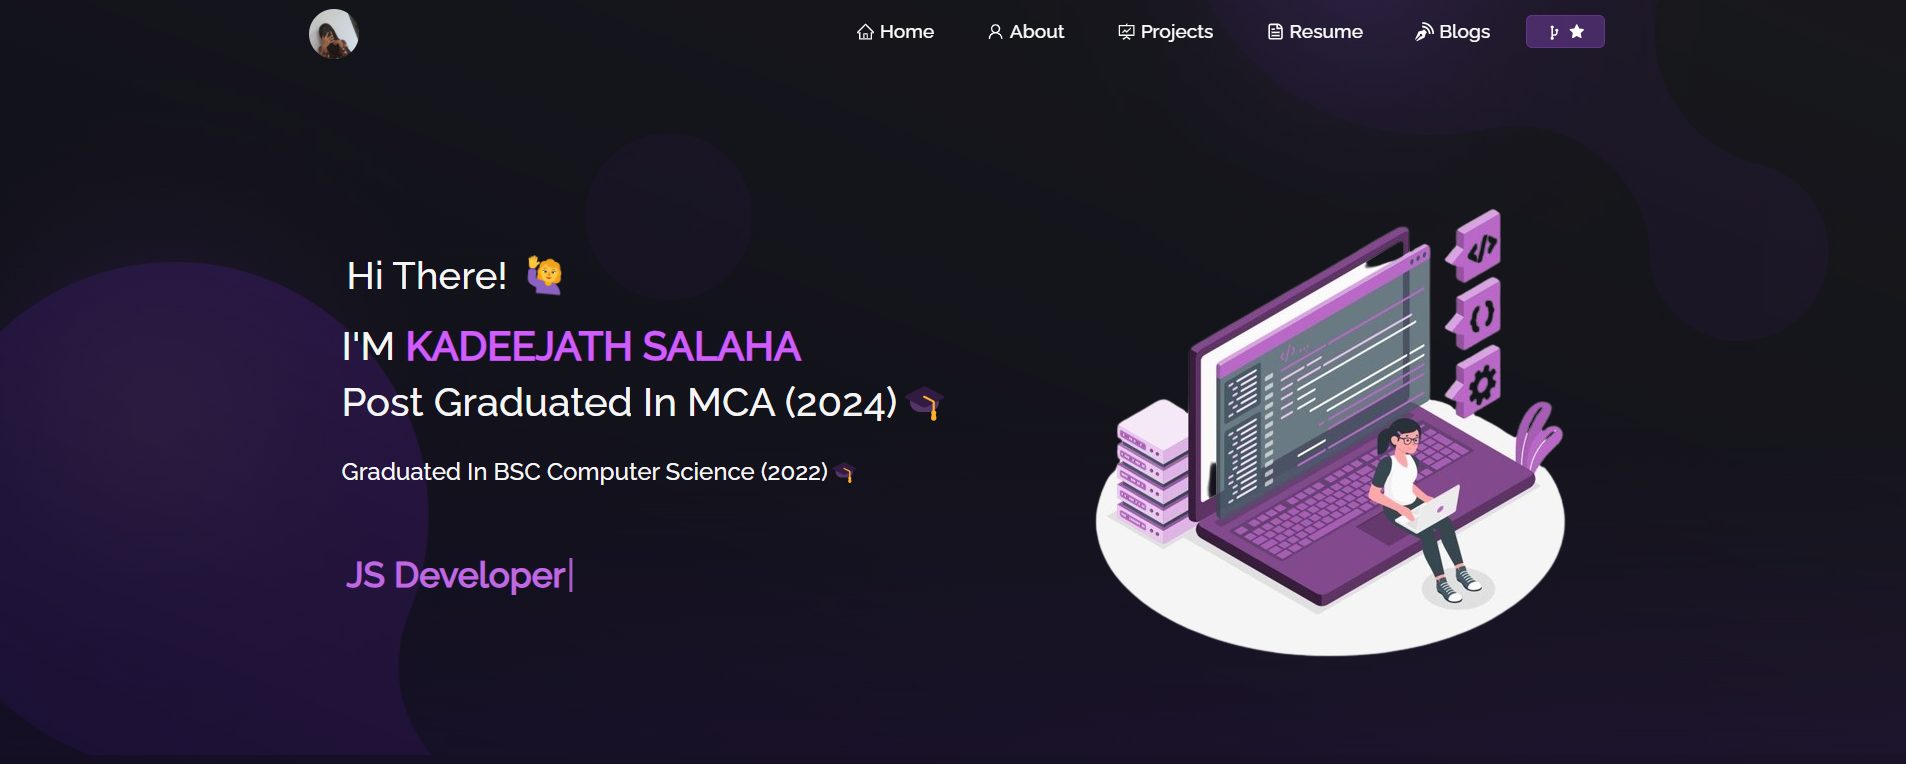 Home
About
Projects
Resume
Blogs
Hi There!
I'M KADEEJATH SALAHA
Post Graduated In MCA (2024)
Graduated In BSC Computer Science (2022)
JS Developer|